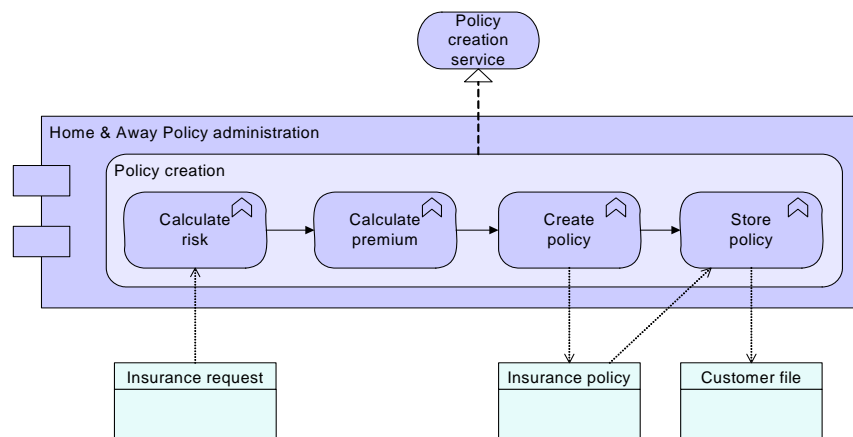 Policy
creation
service
Home & Away Policy administration
Policy creation
Calculate
risk
Calculate
premium
Create
policy
Store
policy
Insurance request
Insurance policy
Customer file